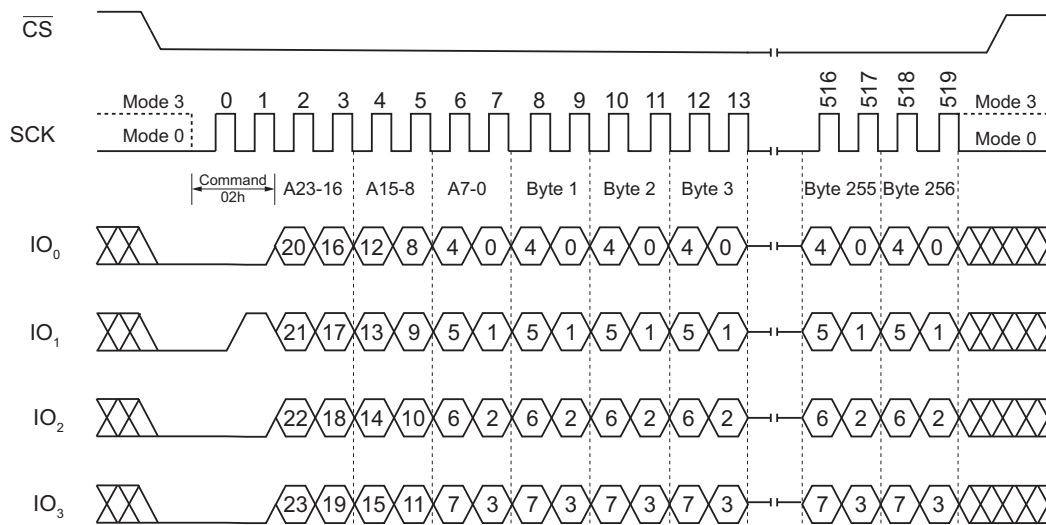 CS
Mode 3 0 1 2 3 4 5 6 7 8 9 10 11 12 13 516 517 518 519 Mode 3
SCK Mode 0 Mode 0
Command A23-16 A15-8 A7-0 Byte 1 Byte 2 Byte 3 Byte 255 Byte 256
02h
IO0 20 16 12 8 4 0 4 0 4 0 4 0 4 0 4 0
IO1 21 17 13 9 5 1 5 1 5 1 5 1 5 1 5 1
IO2 22 18 14 10 6 2 6 2 6 2 6 2 6 2 6 2
IO3 23 19 15 11 7 3 7 3 7 3 7 3 7 3 7 3